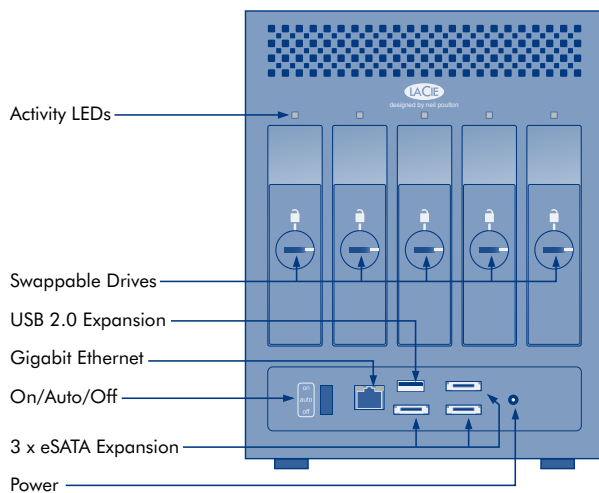 LACIE
designed by neil poulton
Activity LEDs
Swappable Drives
USB 2.0 Expansion
Gigabit Ethernet
On/Auto/Off
on
auto
off
3 x eSATA Expansion
Power